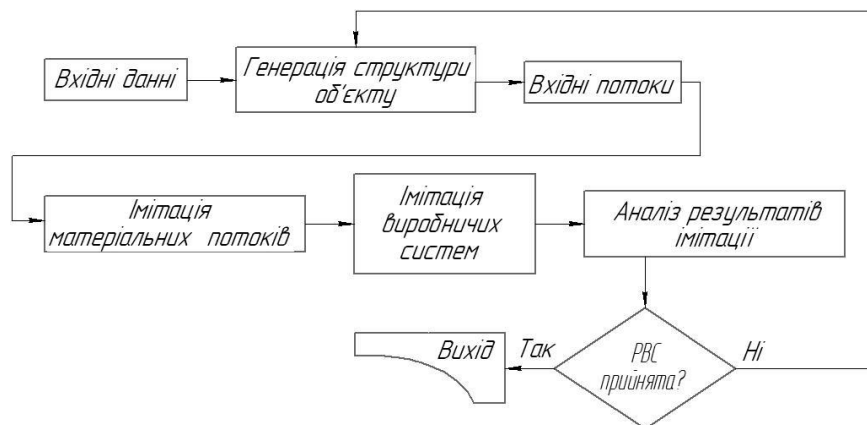 Вхідні данні
Генерація структури
об'єкту
Вхідні потоки
Імітація
матеріальних потоків
Імітація
виробничих
систем
Аналіз результатів
імітації
РВС
прийнята?
Так
Ні
Вихід